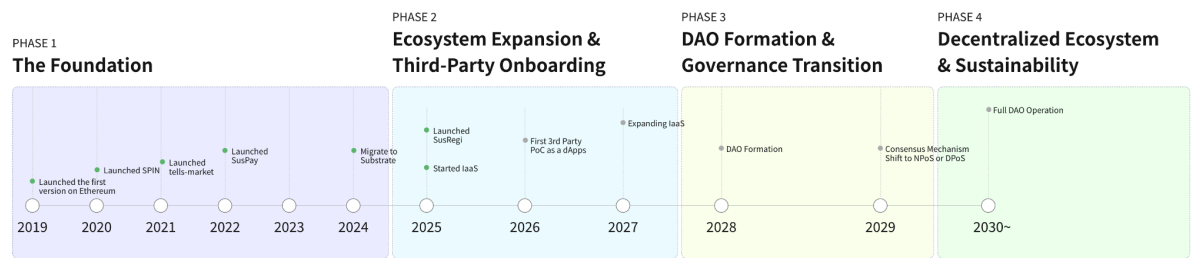 PHASE 1
The Foundation
PHASE 2
Ecosystem Expansion &
Third-Party Onboarding
PHASE 3
DAO Formation &
Governance Transition
PHASE 4
Decentralized Ecosystem
& Sustainability
Launched the first
version on Ethereum
Launched SPIN
Launched
tells-market
Launched
SusPay
Migrate to
Substrate
Launched
SusRegi
Started IaaS
First 3rd Party
PoC as a dApps
Expanding IaaS
DAO Formation
Consensus Mechanism
Shift to NPoS or DPoS
Full DAO Operation
2019
2020
2021
2022
2023
2024
2025
2026
2027
2028
2029
2030~